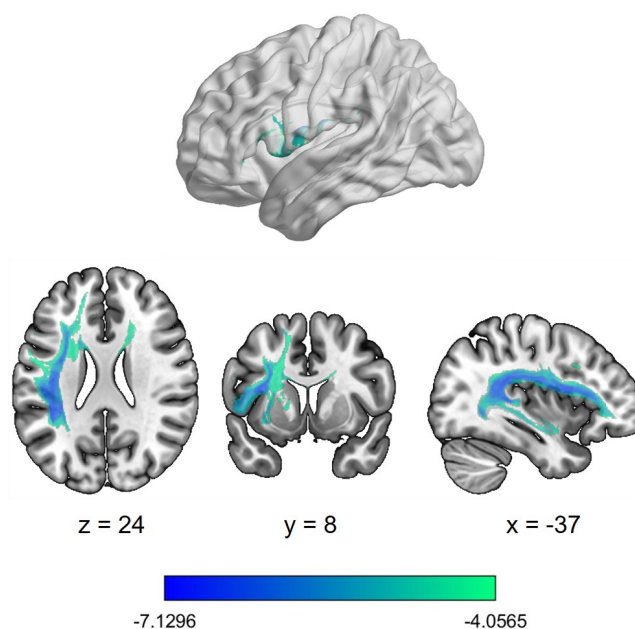 z = 24
y = 8
x = -37
-7.1296
-4.0565